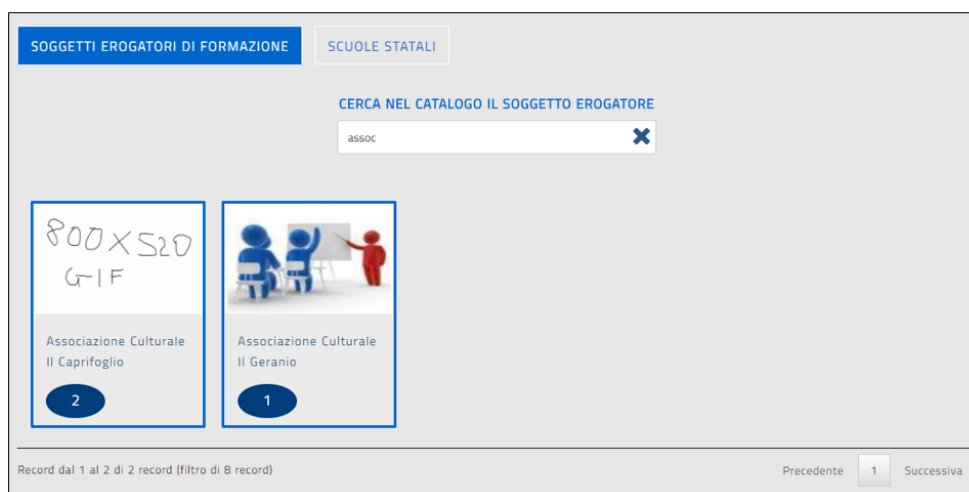 SOGGETTI EROGATORI DI FORMAZIONE
SCUOLE STATALI
CERCA NEL CATALOGO IL SOGGETTO EROGATORE
assoc
800 X 520
GIF
Associazione Culturale
Il Caprifoglio
2
Associazione Culturale
Il Geranio
1
Record dal 1 al 2 di 2 record (filtro di 8 record)
Precedente 1 Successiva